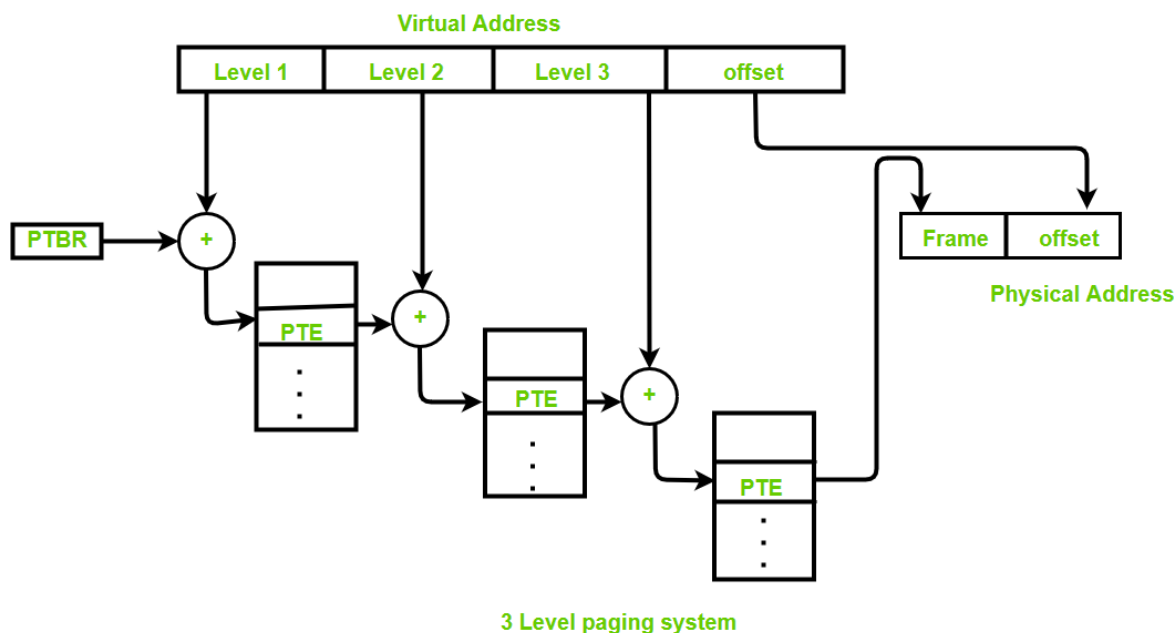 Virtual Address
Level 1 Level 2 Level 3 offset
PTBR + Frame offset
Physical Address
PTE +
PTE +
PTE
3 Level paging system